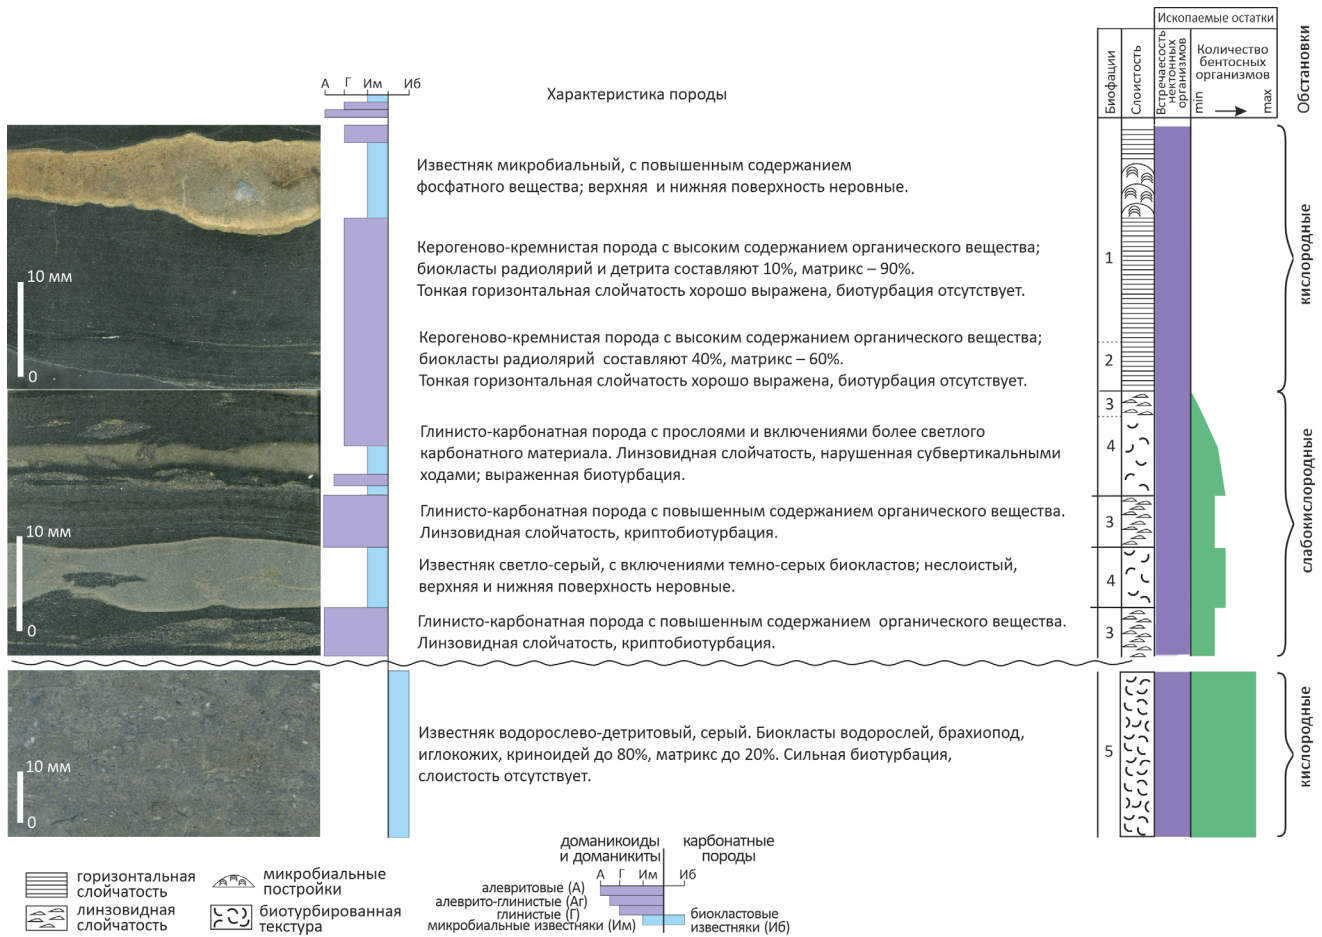 Ископаемые остатки
Биофации
Слоистость
Встречаесость
нектонных
организмов
Количество
бентосных
организмов
min
max
Обстановки
А Г Им Иб
Характеристика породы
Известняк микробиальный, с повышенным содержанием
фосфатного вещества; верхняя и нижняя поверхность неровные.
10 мм
0
Керогеново-кремнистая порода с высоким содержанием органического вещества;
биокласты радиолярий и детрита составляют 10%, матрикс – 90%.
Тонкая горизонтальная слойчатость хорошо выражена, биотурбация отсутствует.
1
кислородные
Керогеново-кремнистая порода с высоким содержанием органического вещества;
биокласты радиолярий составляют 40%, матрикс – 60%.
Тонкая горизонтальная слойчатость хорошо выражена, биотурбация отсутствует.
2
3
Глинисто-карбонатная порода с прослоями и включениями более светлого
карбонатного материала. Линзовидная слойчатость, нарушенная субвертикальными
ходами; выраженная биотурбация.
4
10 мм
0
Глинисто-карбонатная порода с повышенным содержанием органического вещества.
Линзовидная слойчатость, криптобиотурбация.
3
слабокислородные
Известняк светло-серый, с включениями темно-серых биокластов; неслоистый,
верхняя и нижняя поверхность неровные.
4
Глинисто-карбонатная порода с повышенным содержанием органического вещества.
Линзовидная слойчатость, криптобиотурбация.
3
10 мм
0
Известняк водорослево-детритовый, серый. Биокласты водорослей, брахиопод,
иглокожих, криноидей до 80%, матрикс до 20%. Сильная биотурбация,
слоистость отсутствует.
5
кислородные
горизонтальная
слойчатость
микробиальные
постройки
линзовидная
слойчатость
биотурбированная
текстура
доманикоиды
и доманикиты
карбонатные
породы
А Г Им Иб
алевритовые (А)
алеврито-глинистые (Аг)
глинистые (Г)
микробиальные известняки (Им)
биокластовые
известняки (Иб)